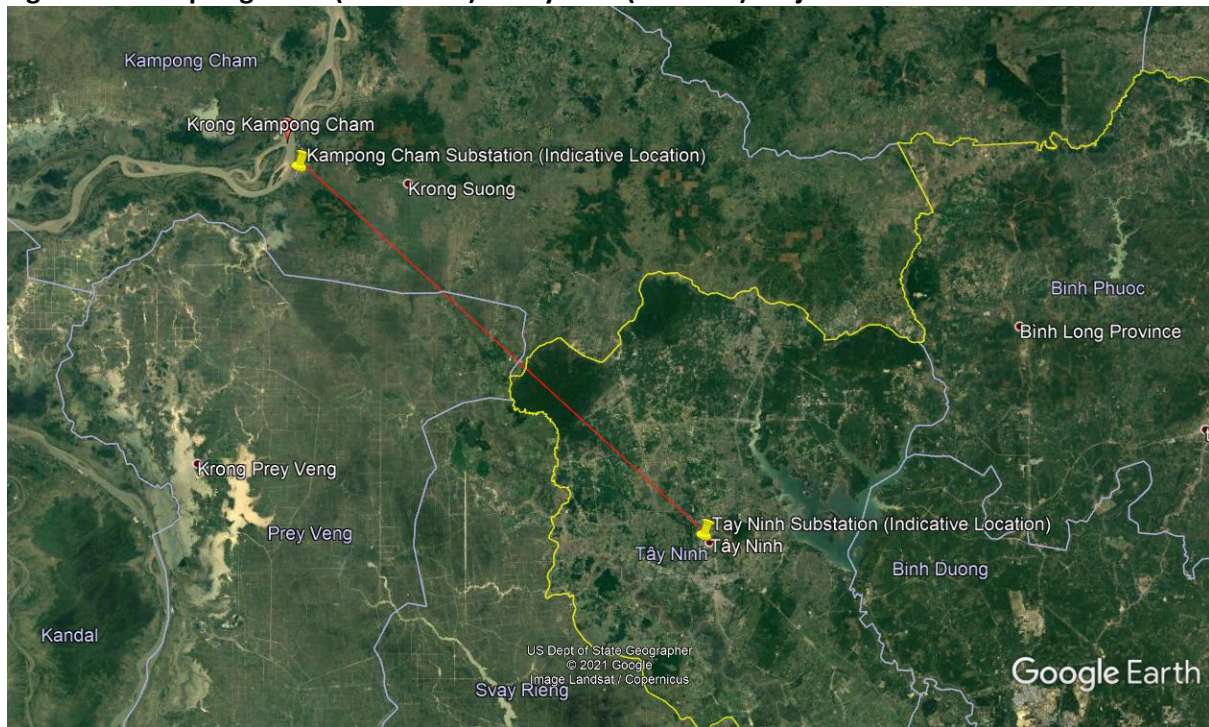 Kampong Cham
Krong Kampong Cham
Kampong Cham Substation (Indicative Location)
Krong Suong
Binh Phuoc
Binh Long Province
Krong Prey Veng
Prey Veng
Tay Ninh Substation (Indicative Location)
Tây Ninh
Tây Ninh
Binh Duong
Kandal
US Dept of State Geographer
© 2021 Google
Image Landsat / Copernicus
Svay Rieng
Google Earth